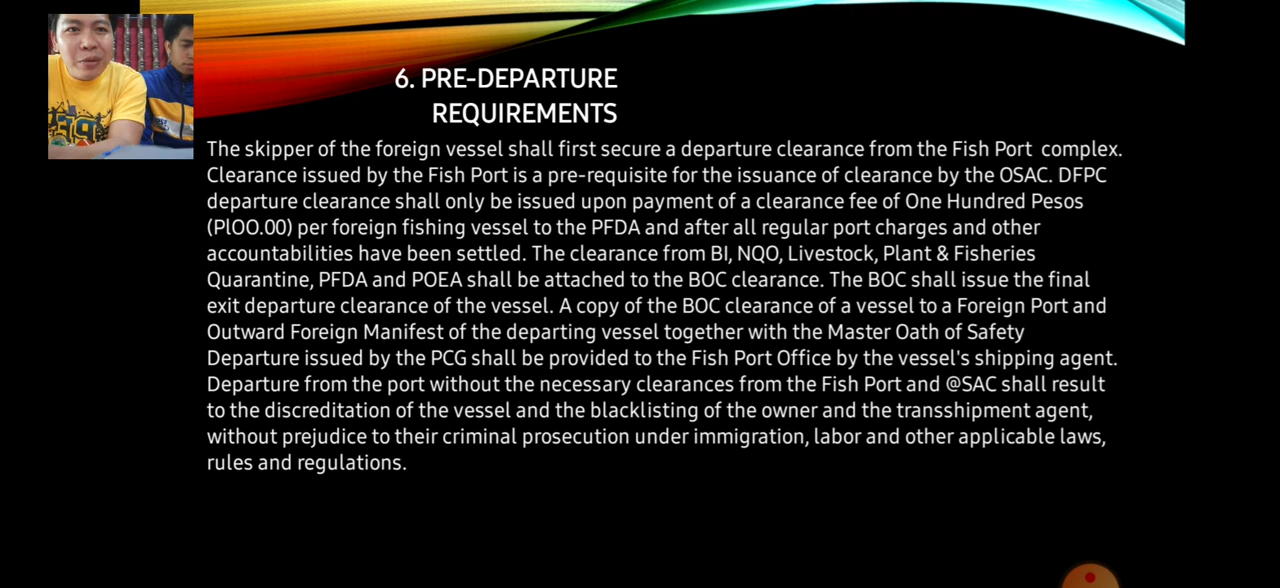 6. PRE-DEPARTURE
REQUIREMENTS
The skipper of the foreign vessel shall first secure a departure clearance from the Fish Port complex.
Clearance issued by the Fish Port is a pre-requisite for the issuance of clearance by the OSAC. DFPC
departure clearance shall only be issued upon payment of a clearance fee of One Hundred Pesos
(PlOO.00) per foreign fishing vessel to the PFDA and after all regular port charges and other
accountabilities have been settled. The clearance from BI, NQO, Livestock, Plant & Fisheries
Quarantine, PFDA and POEA shall be attached to the BOC clearance. The BOC shall issue the final
exit departure clearance of the vessel. A copy of the BOC clearance of a vessel to a Foreign Port and
Outward Foreign Manifest of the departing vessel together with the Master Oath of Safety
Departure issued by the PCG shall be provided to the Fish Port Office by the vessel's shipping agent.
Departure from the port without the necessary clearances from the Fish Port and @SAC shall result
to the discreditation of the vessel and the blacklisting of the owner and the transshipment agent,
without prejudice to their criminal prosecution under immigration, labor and other applicable laws,
rules and regulations.